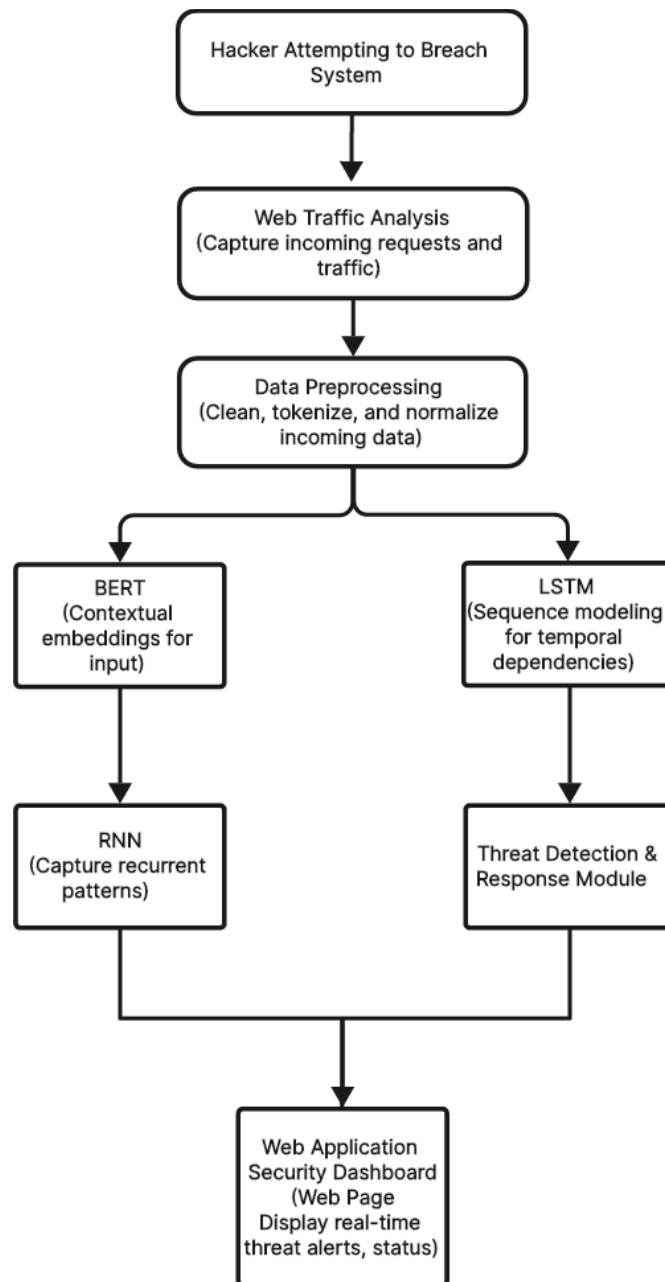 Hacker Attempting to Breach
System
Web Traffic Analysis
(Capture incoming requests and
traffic)
Data Preprocessing
(Clean, tokenize, and normalize
incoming data)
BERT
(Contextual
embeddings for
input)
LSTM
(Sequence modeling
for temporal
dependencies)
RNN
(Capture recurrent
patterns)
Threat Detection &
Response Module
Web Application
Security Dashboard
(Web Page
Display real-time
threat alerts, status)